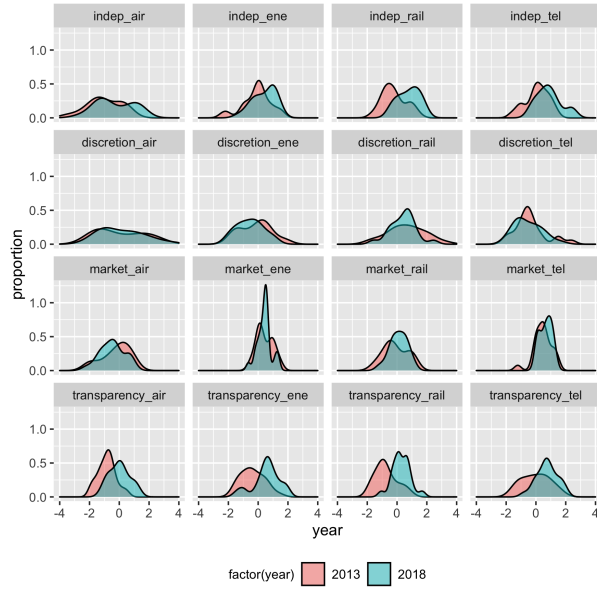 indep_air indep_ene indep_rail indep_tel
1.0
0.5
0.0
discretion_air discretion_ene discretion_rail discretion_tel
1.0
0.5
0.0
proportion
market_air market_ene market_rail market_tel
1.0
0.5
0.0
transparency_air transparency_ene transparency_rail transparency_tel
1.0
0.5
0.0
-4 -2 0 2 4 -4 -2 0 2 4 -4 -2 0 2 4 -4 -2 0 2 4
year
factor(year) 2013 2018